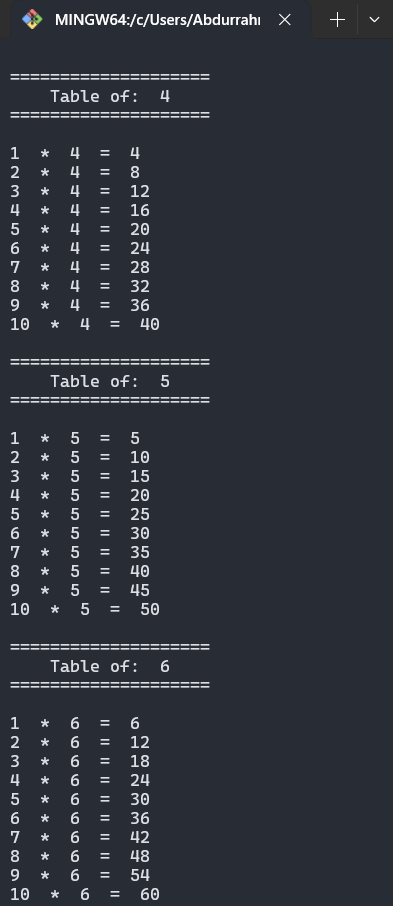 MINGW64:/c/Users/Abdurrahı
====================
    Table of:  4
====================
1  *  4  =  4
2  *  4  =  8
3  *  4  =  12
4  *  4  =  16
5  *  4  =  20
6  *  4  =  24
7  *  4  =  28
8  *  4  =  32
9  *  4  =  36
10  *  4  =  40
====================
    Table of:  5
====================
1  *  5  =  5
2  *  5  =  10
3  *  5  =  15
4  *  5  =  20
5  *  5  =  25
6  *  5  =  30
7  *  5  =  35
8  *  5  =  40
9  *  5  =  45
10  *  5  =  50
====================
    Table of:  6
====================
1  *  6  =  6
2  *  6  =  12
3  *  6  =  18
4  *  6  =  24
5  *  6  =  30
6  *  6  =  36
7  *  6  =  42
8  *  6  =  48
9  *  6  =  54
10  *  6  =  60